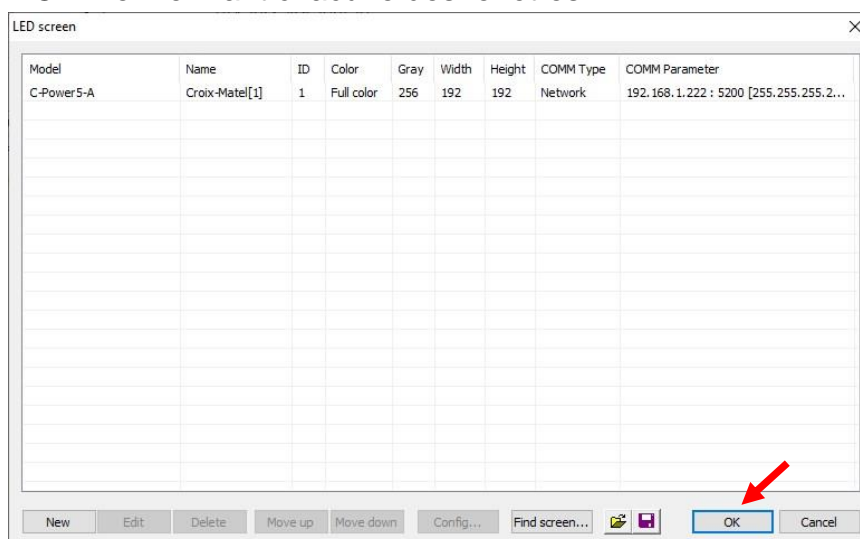 LED screen
Model Name ID Color Gray Width Height COMM Type COMM Parameter
C-Power5-A Croix-Matel[1] 1 Full color 256 192 192 Network 192.168.1.222 : 5200 [255.255.255.2...
New Edit Delete Move up Move down Config... Find screen... OK Cancel